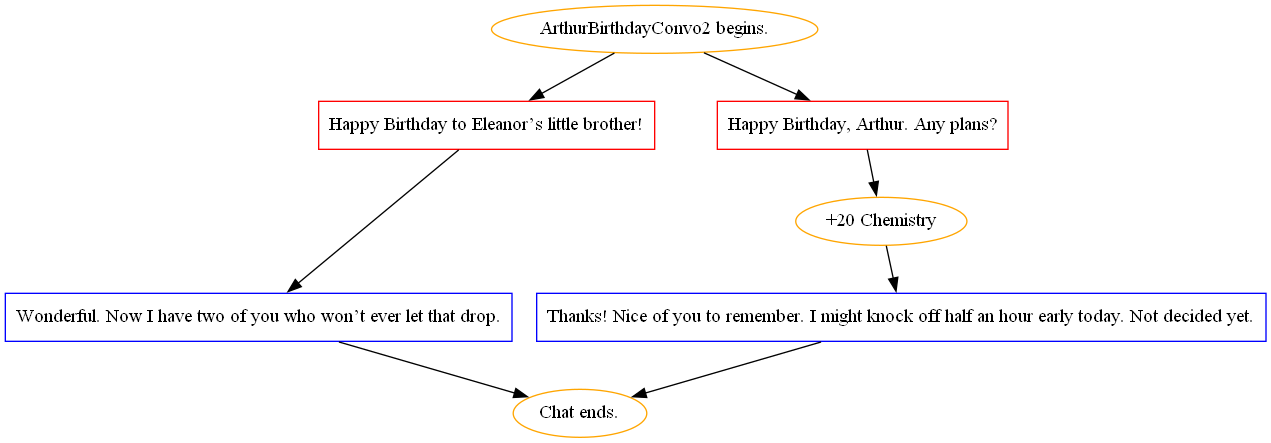 ArthurBirthdayConvo2 begins.
Happy Birthday to Eleanor’s little brother!
Happy Birthday, Arthur. Any plans?
+20 Chemistry
Wonderful. Now I have two of you who won’t ever let that drop.
Thanks! Nice of you to remember. I might knock off half an hour early today. Not decided yet.
Chat ends.